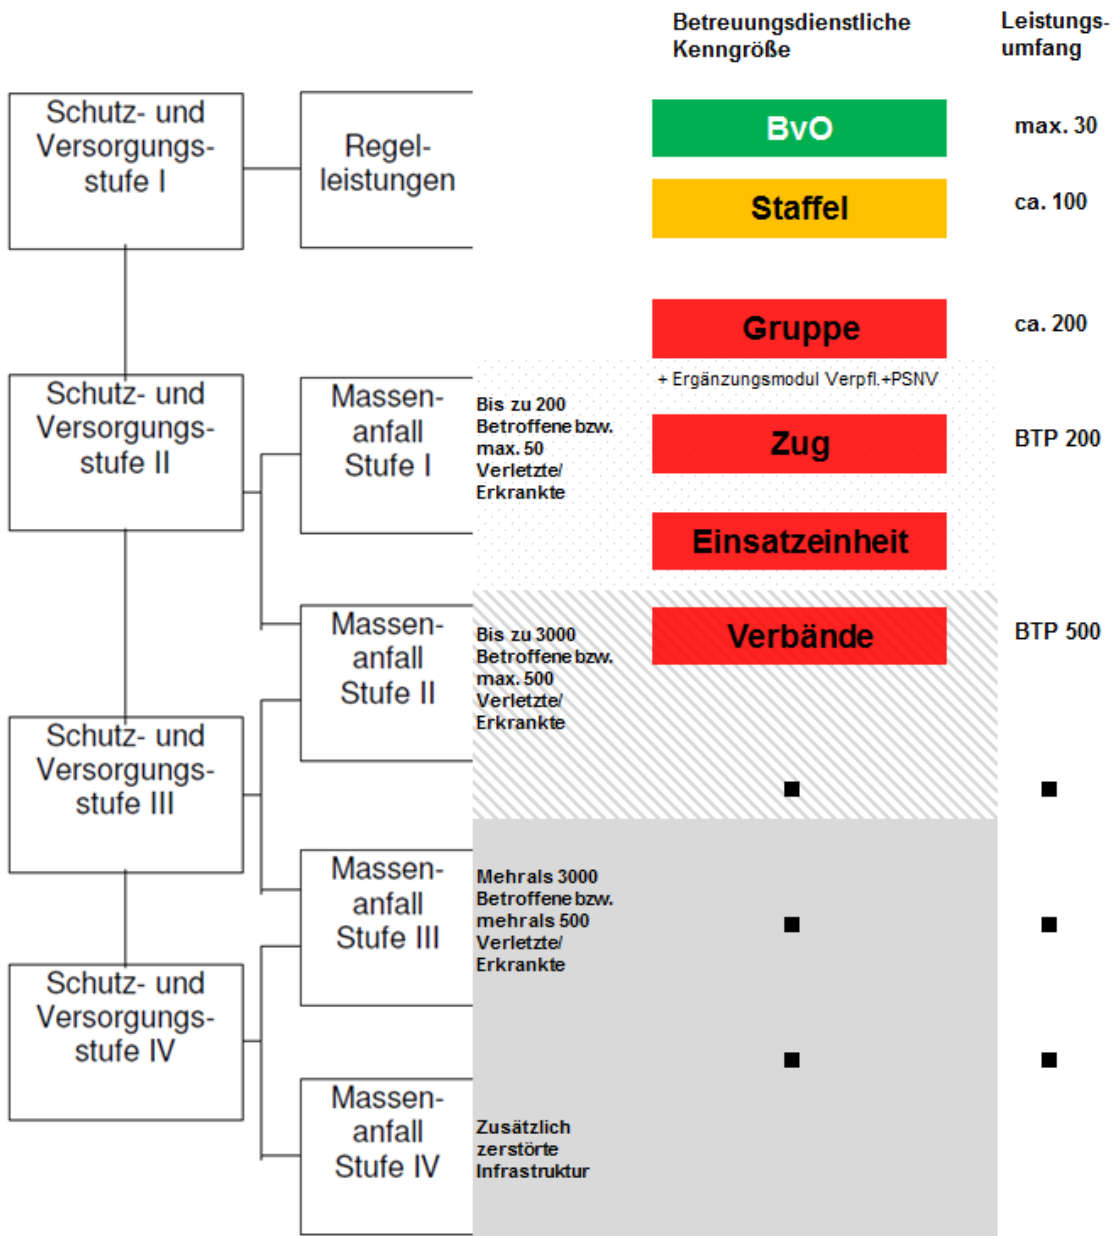 Betreuungsdienstliche
Kenngröße
Leistungs-
umfang
Schutz- und
Versorgungs-
stufe I
Regel-
leistungen
BvO
max. 30
Staffel
ca. 100
Gruppe
ca. 200
+ Ergänzungsmodul Verpfl.+PSNV
Schutz- und
Versorgungs-
stufe II
Massen-
anfall
Stufe I
Bis zu 200
Betroffene bzw.
max. 50
Verletzte/
Erkrankte
Zug
BTP 200
Einsatzeinheit
Massen-
anfall
Stufe II
Bis zu 3000
Betroffene bzw.
max. 500
Verletzte/
Erkrankte
Verbände
BTP 500
Schutz- und
Versorgungs-
stufe III
Massen-
anfall
Stufe III
Mehr als 3000
Betroffene bzw.
mehr als 500
Verletzte/
Erkrankte
Schutz- und
Versorgungs-
stufe IV
Massen-
anfall
Stufe IV
Zusätzlich
zerstörte
Infrastruktur